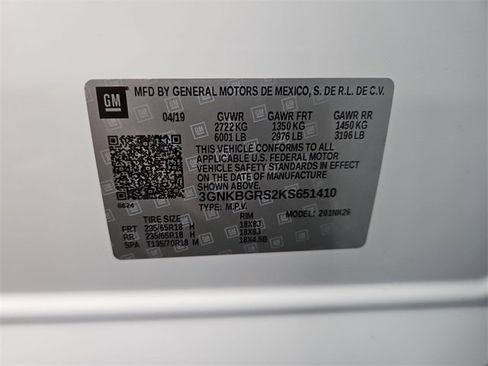 GM
MFD BY GENERAL MOTORS DE MEXICO, S. DE R.L. DE C.V.
04/19 GVWR GAWR FRT GAWR RR
2722 KG 1350 KG 1450 KG
6001 LB 2976 LB 3196 LB
THIS VEHICLE CONFORMS TO ALL
APPLICABLE U.S. FEDERAL MOTOR
VEHICLE SAFETY STANDARDS IN EFFECT
ON THE DATE OF MANUFACTURE
SHOWN ABOVE.
3GNKBGRS2KS651410
8624 TYPE: M.P.V. MODEL: 201NK26
TIRE SIZE RIM
FRT 235/65R18 H 18X8J
RR 235/65R18 H 18X8J
SPA T135/70R18 M 18X4.5B